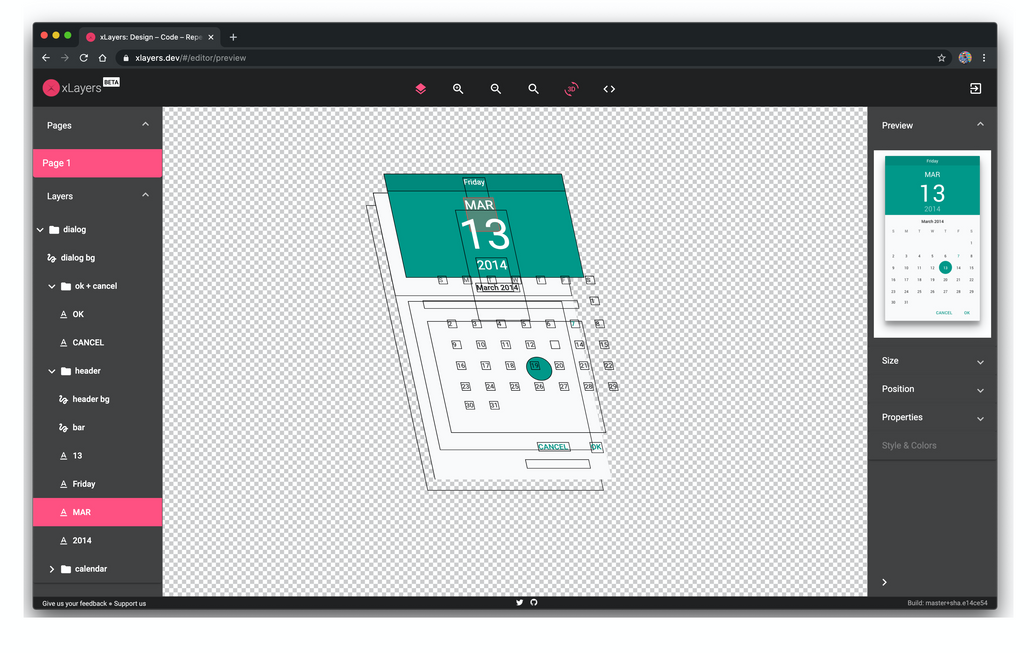 xLayers: Design – Code – Repe
xlayers.dev/#/editor/preview
xLayers BETA
3D
Pages
Page 1
Layers
dialog
dialog bg
ok + cancel
OK
CANCEL
header
header bg
bar
13
Friday
MAR
2014
calendar
Friday
MAR
13
2014
S M T W T F S
March 2014
1
2 3 4 5 6 7 8
9 10 11 12 14 15
16 17 18 19 20 21 22
23 24 25 26 27 28 29
30 31
CANCEL OK
Preview
Friday
MAR
13
2014
March 2014
S M T W T F S
1
2 3 4 5 6 7 8
9 10 11 12 13 14 15
16 17 18 19 20 21 22
23 24 25 26 27 28 29
30 31
CANCEL OK
Size
Position
Properties
Style & Colors
Give us your feedback • Support us
Build: master+sha.e14ce54